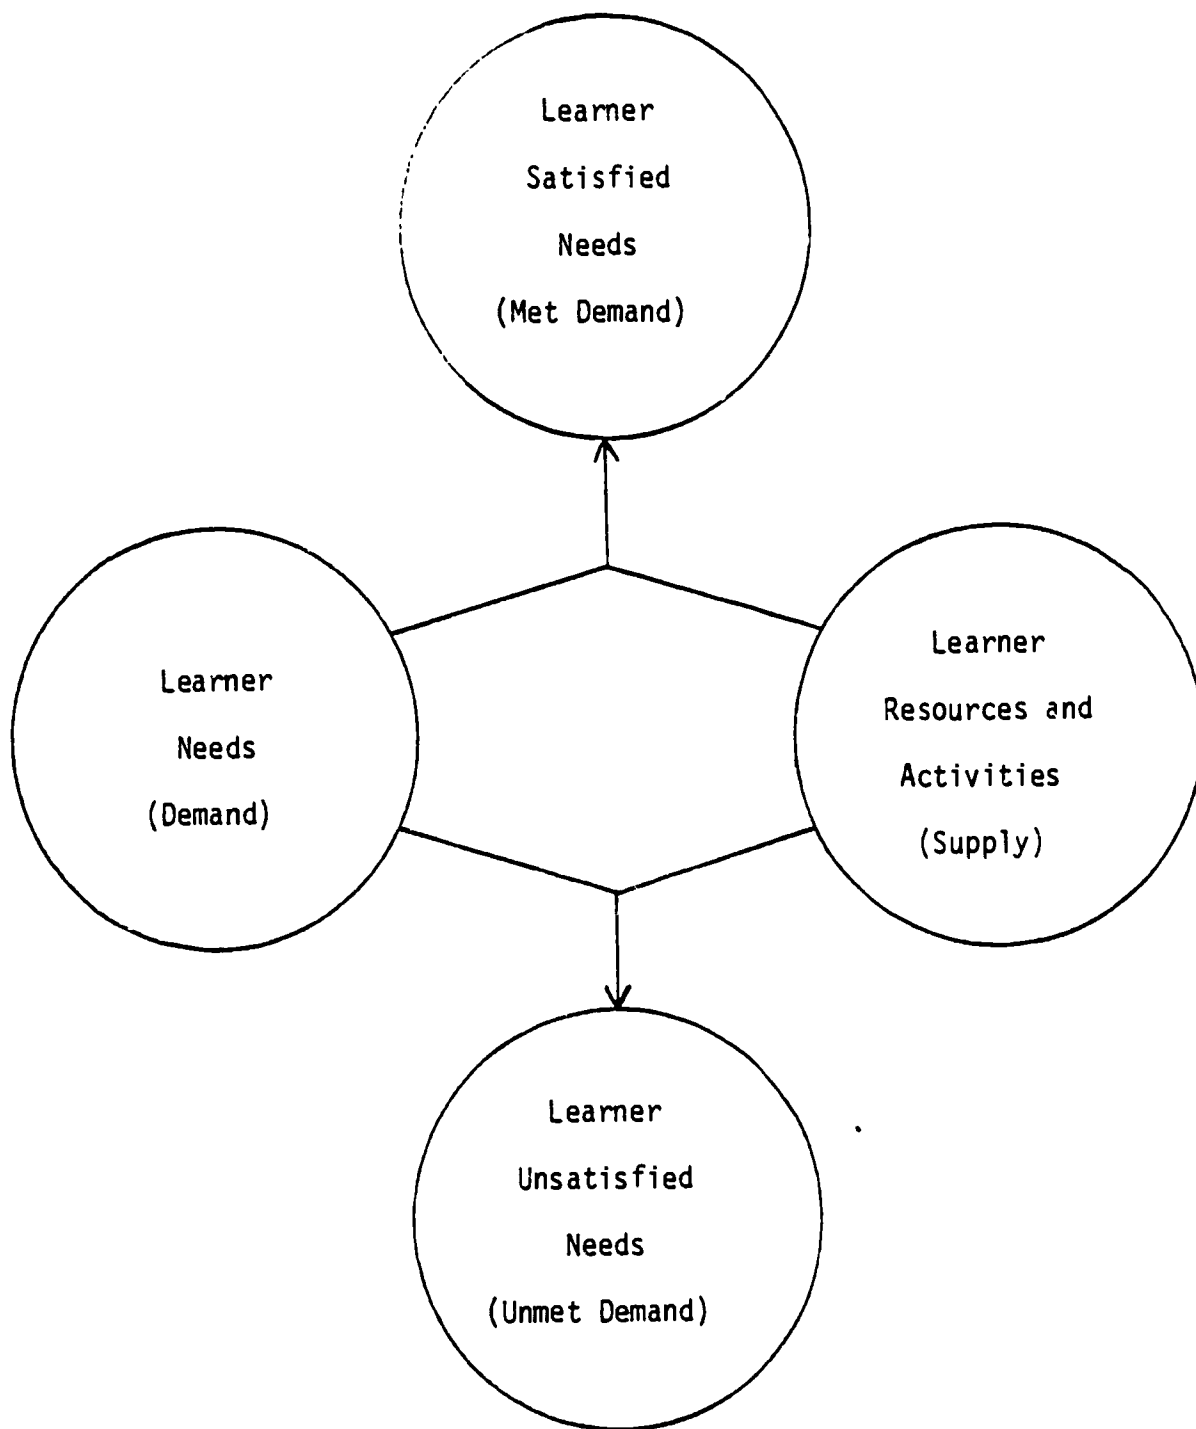 Learner
Satisfied
Needs
(Met Demand)
Learner
Needs
(Demand)
Learner
Resources and
Activities
(Supply)
Learner
Unsatisfied
Needs
(Unmet Demand)